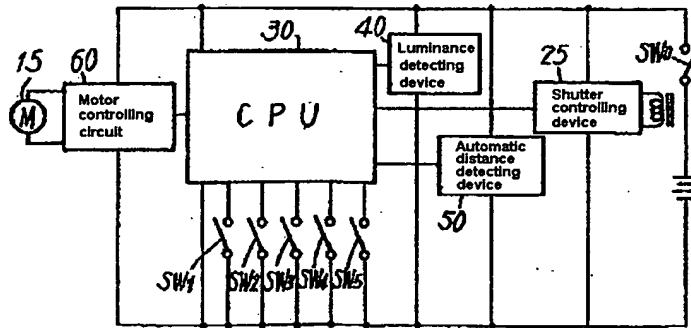 30
40
15
60
25
SW0
Luminance
detecting
device
Motor
controlling
circuit
M
C P U
Shutter
controlling
device
Automatic
distance
detecting
device
50
SW1
SW2
SW3
SW4
SW5